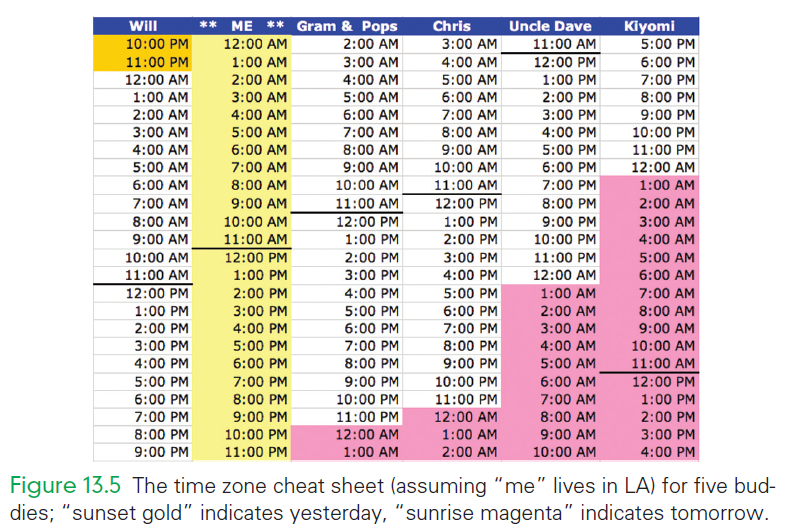 Will ** ME ** Gram & Pops Chris Uncle Dave Kiyomi
10:00 PM 12:00 AM 2:00 AM 3:00 AM 11:00 AM 5:00 PM
11:00 PM 1:00 AM 3:00 AM 4:00 AM 12:00 PM 6:00 PM
12:00 AM 2:00 AM 4:00 AM 5:00 AM 1:00 PM 7:00 PM
1:00 AM 3:00 AM 5:00 AM 6:00 AM 2:00 PM 8:00 PM
2:00 AM 4:00 AM 6:00 AM 7:00 AM 3:00 PM 9:00 PM
3:00 AM 5:00 AM 7:00 AM 8:00 AM 4:00 PM 10:00 PM
4:00 AM 6:00 AM 8:00 AM 9:00 AM 5:00 PM 11:00 PM
5:00 AM 7:00 AM 9:00 AM 10:00 AM 6:00 PM 12:00 AM
6:00 AM 8:00 AM 10:00 AM 11:00 AM 7:00 PM 1:00 AM
7:00 AM 9:00 AM 11:00 AM 12:00 PM 8:00 PM 2:00 AM
8:00 AM 10:00 AM 12:00 PM 1:00 PM 9:00 PM 3:00 AM
9:00 AM 11:00 AM 1:00 PM 2:00 PM 10:00 PM 4:00 AM
10:00 AM 12:00 PM 2:00 PM 3:00 PM 11:00 PM 5:00 AM
11:00 AM 1:00 PM 3:00 PM 4:00 PM 12:00 AM 6:00 AM
12:00 PM 2:00 PM 4:00 PM 5:00 PM 1:00 AM 7:00 AM
1:00 PM 3:00 PM 5:00 PM 6:00 PM 2:00 AM 8:00 AM
2:00 PM 4:00 PM 6:00 PM 7:00 PM 3:00 AM 9:00 AM
3:00 PM 5:00 PM 7:00 PM 8:00 PM 4:00 AM 10:00 AM
4:00 PM 6:00 PM 8:00 PM 9:00 PM 5:00 AM 11:00 AM
5:00 PM 7:00 PM 9:00 PM 10:00 PM 6:00 AM 12:00 PM
6:00 PM 8:00 PM 10:00 PM 11:00 PM 7:00 AM 1:00 PM
7:00 PM 9:00 PM 11:00 PM 12:00 AM 8:00 AM 2:00 PM
8:00 PM 10:00 PM 12:00 AM 1:00 AM 9:00 AM 3:00 PM
9:00 PM 11:00 PM 1:00 AM 2:00 AM 10:00 AM 4:00 PM
Figure 13.5 The time zone cheat sheet (assuming “me” lives in LA) for five bud-
dies; “sunset gold” indicates yesterday, “sunrise magenta” indicates tomorrow.